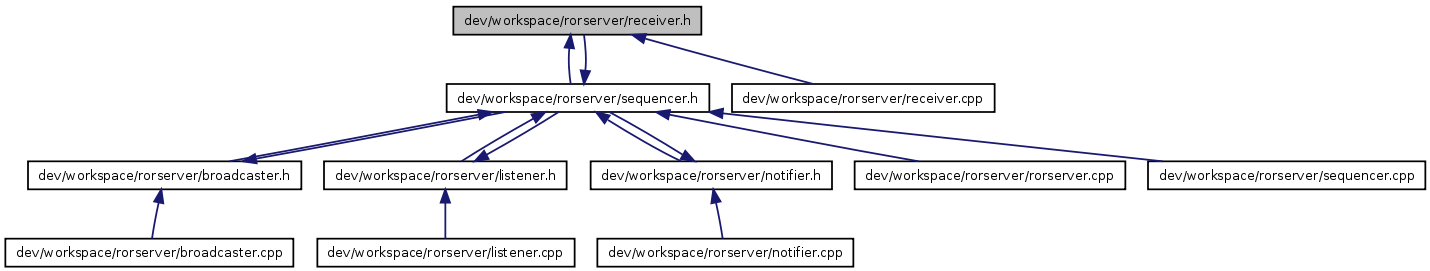 dev/workspace/rorserver/receiver.h
dev/workspace/rorserver/sequencer.h
dev/workspace/rorserver/receiver.cpp
dev/workspace/rorserver/broadcaster.h
dev/workspace/rorserver/listener.h
dev/workspace/rorserver/notifier.h
dev/workspace/rorserver/rorserver.cpp
dev/workspace/rorserver/sequencer.cpp
dev/workspace/rorserver/broadcaster.cpp
dev/workspace/rorserver/listener.cpp
dev/workspace/rorserver/notifier.cpp